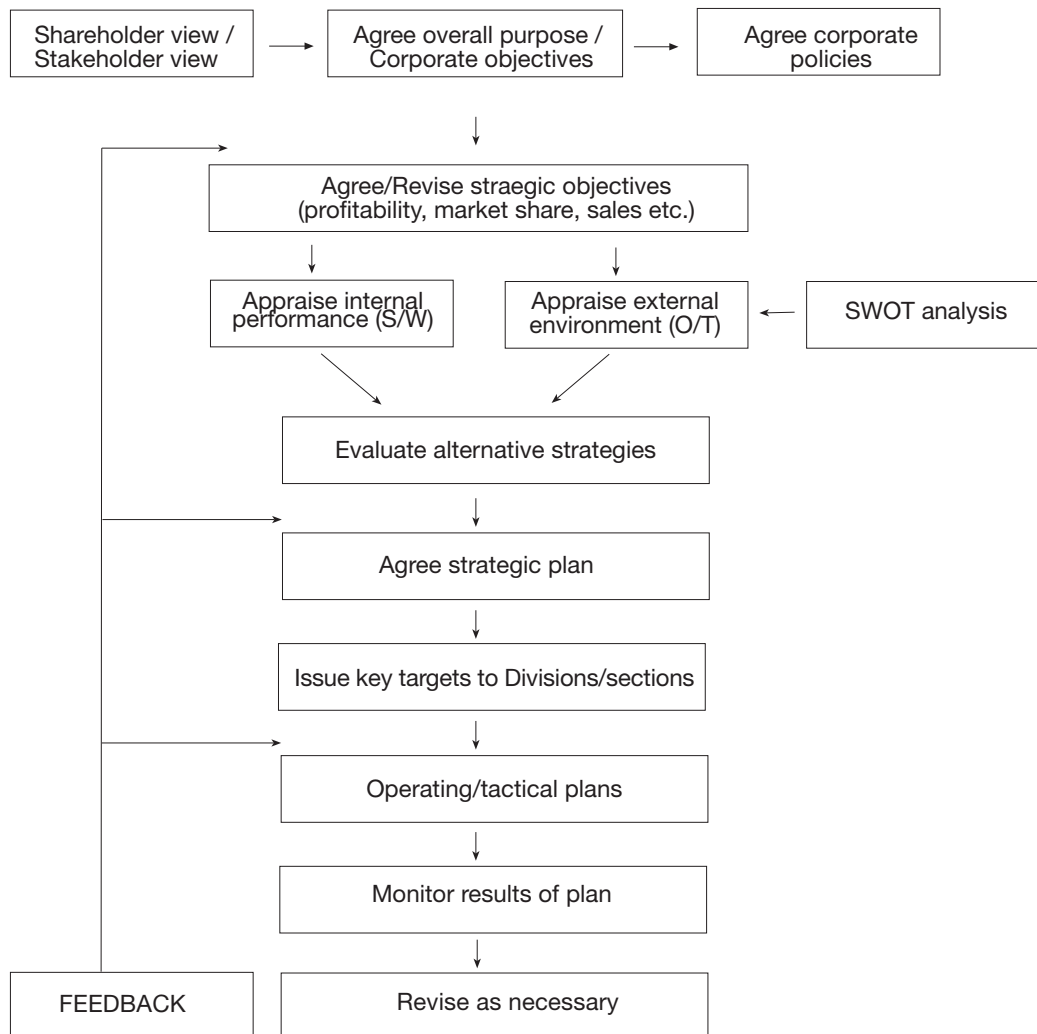 Shareholder view /
Stakeholder view
Agree overall purpose /
Corporate objectives
Agree corporate
policies
Agree/Revise straegic objectives
(profitability, market share, sales etc.)
Appraise internal
performance (S/W)
Appraise external
environment (O/T)
SWOT analysis
Evaluate alternative strategies
Agree strategic plan
Issue key targets to Divisions/sections
Operating/tactical plans
Monitor results of plan
FEEDBACK
Revise as necessary